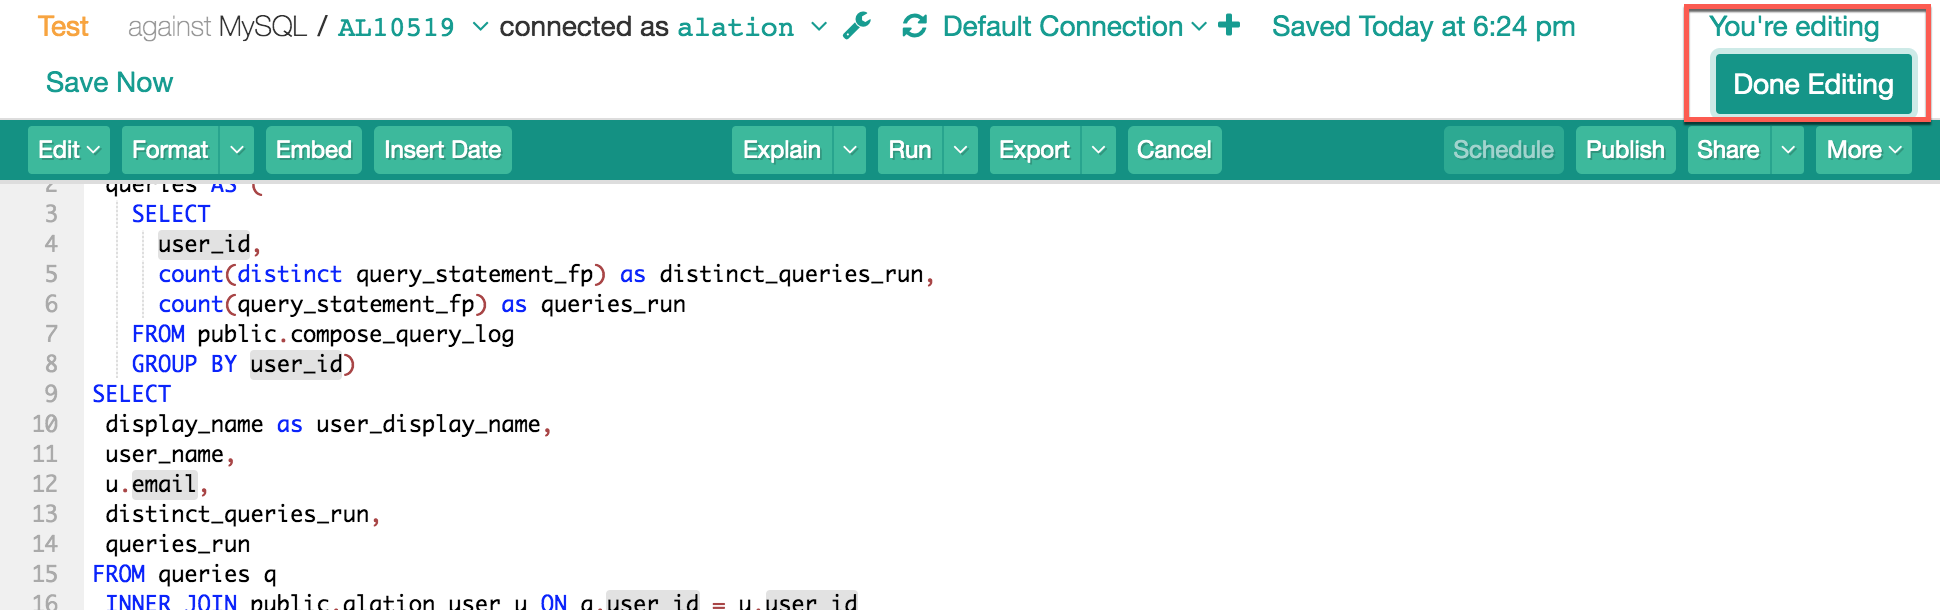 Test against MySQL / AL10519 connected as alation Default Connection + Saved Today at 6:24 pm You're editing
Save Now Done Editing
Edit Format Embed Insert Date Explain Run Export Cancel Schedule Publish Share More
2 queries AS (
3 SELECT
4 user_id,
5 count(distinct query_statement_fp) as distinct_queries_run,
6 count(query_statement_fp) as queries_run
7 FROM public.compose_query_log
8 GROUP BY user_id)
9 SELECT
10 display_name as user_display_name,
11 user_name,
12 u.email,
13 distinct_queries_run,
14 queries_run
15 FROM queries q
16 INNER JOIN public.alation_user u ON q.user_id = u.user_id